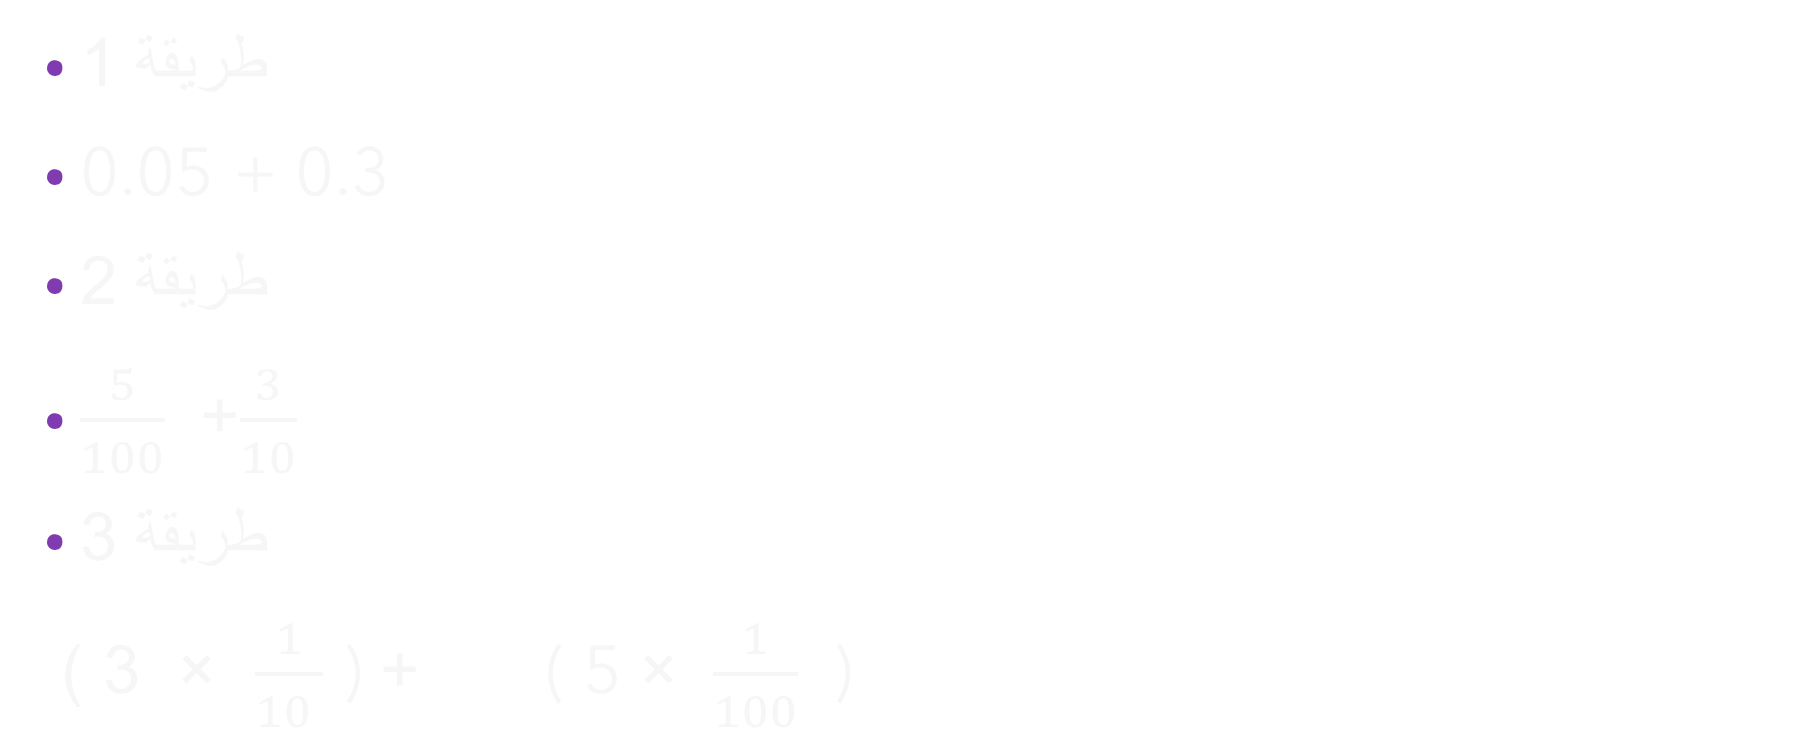 • طريقة 1
• 0.05 + 0.3
• طريقة 2
• 5/100 + 3/10
• طريقة 3
( 3 × 1/10 ) + ( 5 × 1/100 )